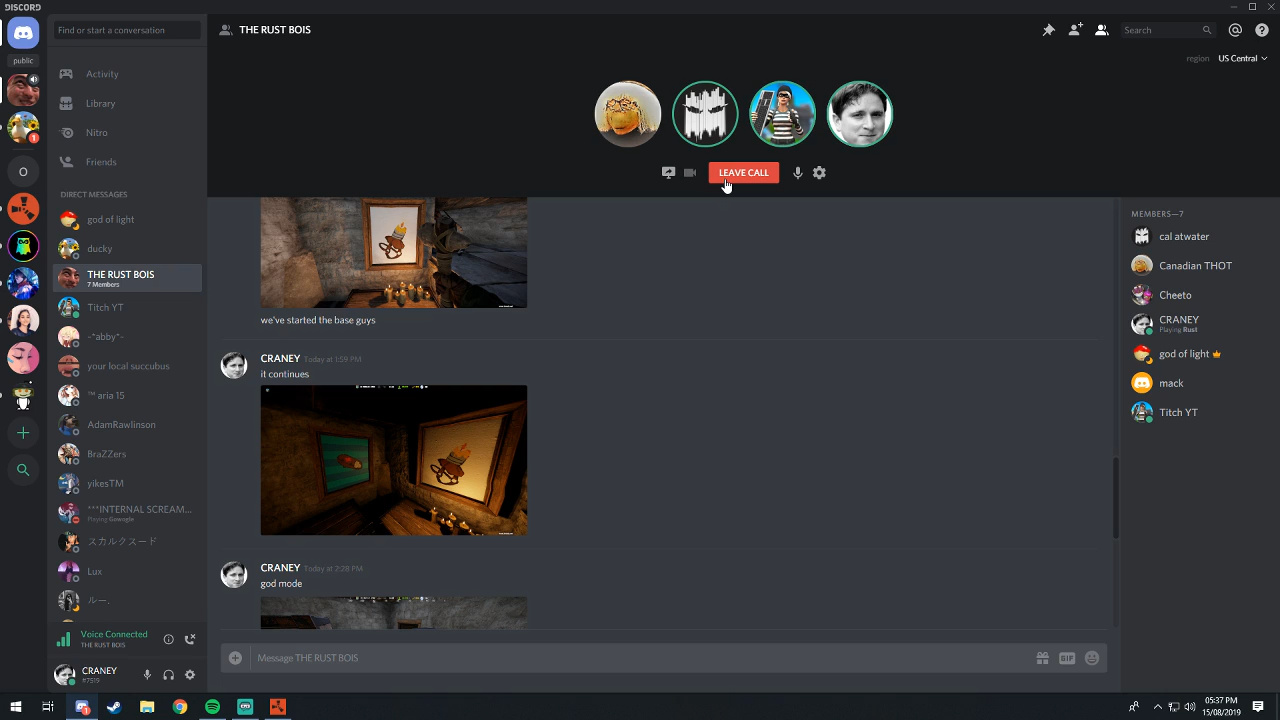 DISCORD
Find or start a conversation
THE RUST BOIS
Search
public
region US Central
Activity
Library
Nitro
Friends
DIRECT MESSAGES
god of light
ducky
THE RUST BOIS
7 Members
Titch YT
-*abby*-
your local succubus
™ aria 15
AdamRawlinson
BraZZers
yikesTM
***INTERNAL SCREAM...
Playing Gowogle
スカルクスード
Lux
ルー.
Voice Connected
THE RUST BOIS
CRANEY
#7519
1
O
LEAVE CALL
we've started the base guys
CRANEY Today at 1:59 PM
it continues
CRANEY Today at 2:28 PM
god mode
Message THE RUST BOIS
GIF
MEMBERS—7
cal atwater
Canadian THOT
Cheeto
CRANEY
Playing Rust
god of light
mack
Titch YT
05:37 PM
15/08/2019